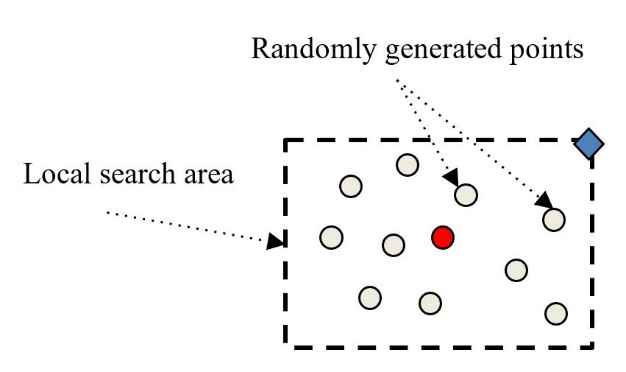 Randomly generated points
Local search area